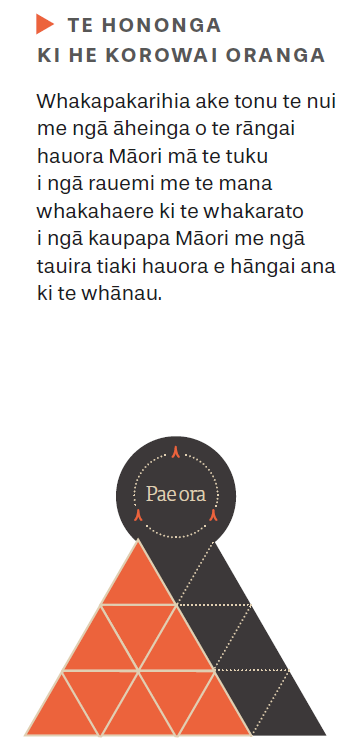 TE HONONGA
KI HE KOROWAI ORANGA
Whakapakarihia ake tonu te nui
me ngā āheinga o te rāngai
hauora Māori mā te tuku
i ngā rauemi me te mana
whakahaere ki te whakarato
i ngā kaupapa Māori me ngā
tauira tiaki hauora e hāngai ana
ki te whānau.
Pae ora